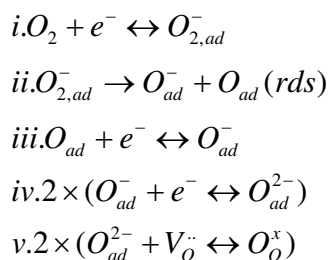 i.O₂ + e⁻ ↔ O⁻₂,ad
ii.O⁻₂,ad → O⁻ad + Oad (rds)
iii.Oad + e⁻ ↔ O⁻ad
iv.2×(O⁻ad + e⁻ ↔ O²⁻ad)
v.2×(O²⁻ad + V··O ↔ OˣO)